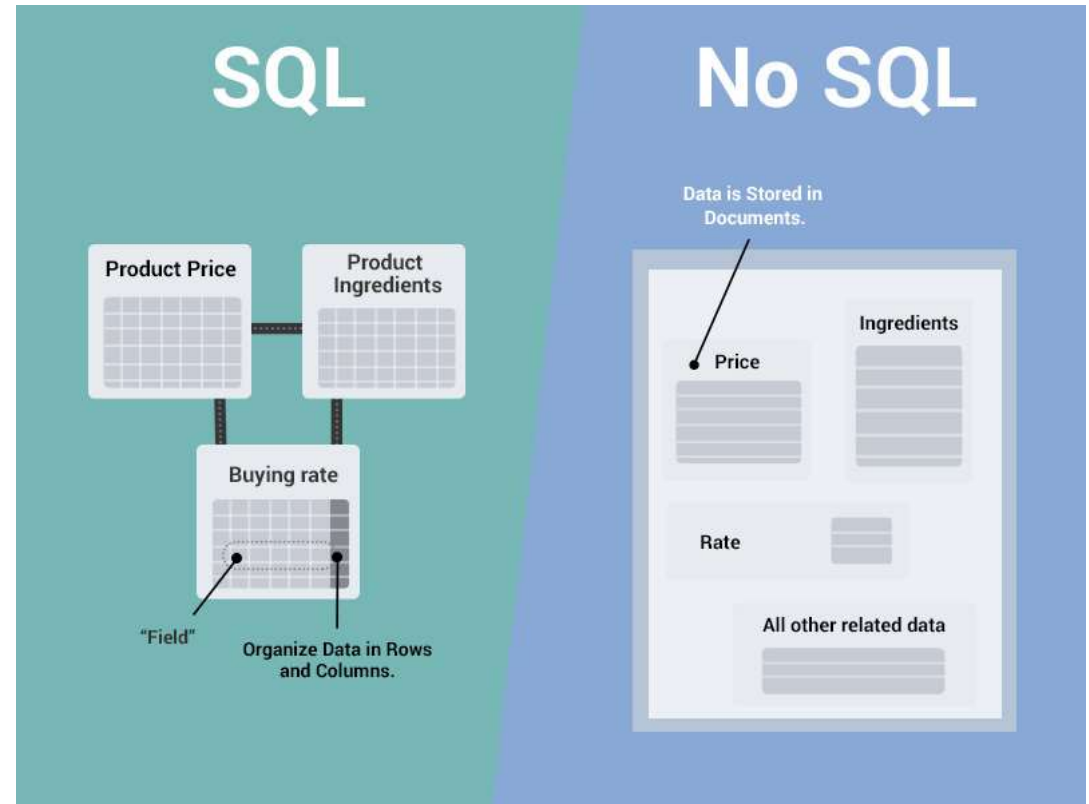 SQL
Product Price
Product
Ingredients
Buying rate
“Field”
Organize Data in Rows
and Columns.
No SQL
Data is Stored in
Documents.
Ingredients
Price
Rate
All other related data